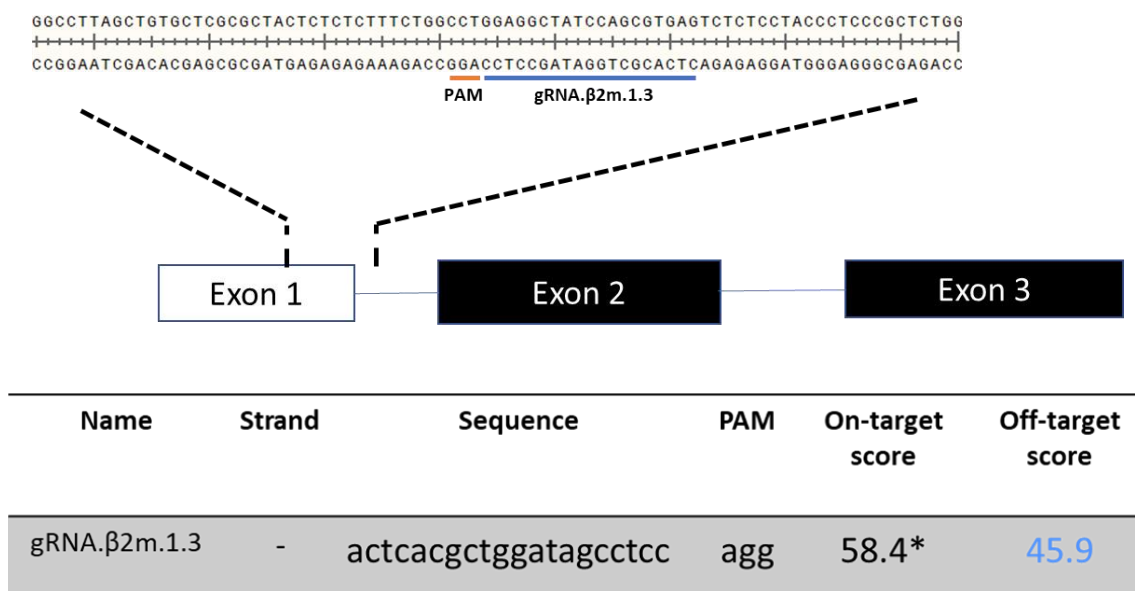 GGCCTTAGCTGTGCTCGCGCTACTCTCTCTTTCTGGCCTGGAGGCTATCCAGCGTGAGTCTCTCCTACCCTCCCGCTCTGG
CCGGAATCGACACGAGCGCGATGAGAGAGAAAGACCGGACCTCCGATAGGTCGCACTCAGAGAGGATGGGAGGGCGAGACC
PAM gRNA.β2m.1.3
Exon 1 Exon 2 Exon 3
Name Strand Sequence PAM On-target score Off-target score
gRNA.β2m.1.3 - actcacgctggatagcctcc agg 58.4* 45.9